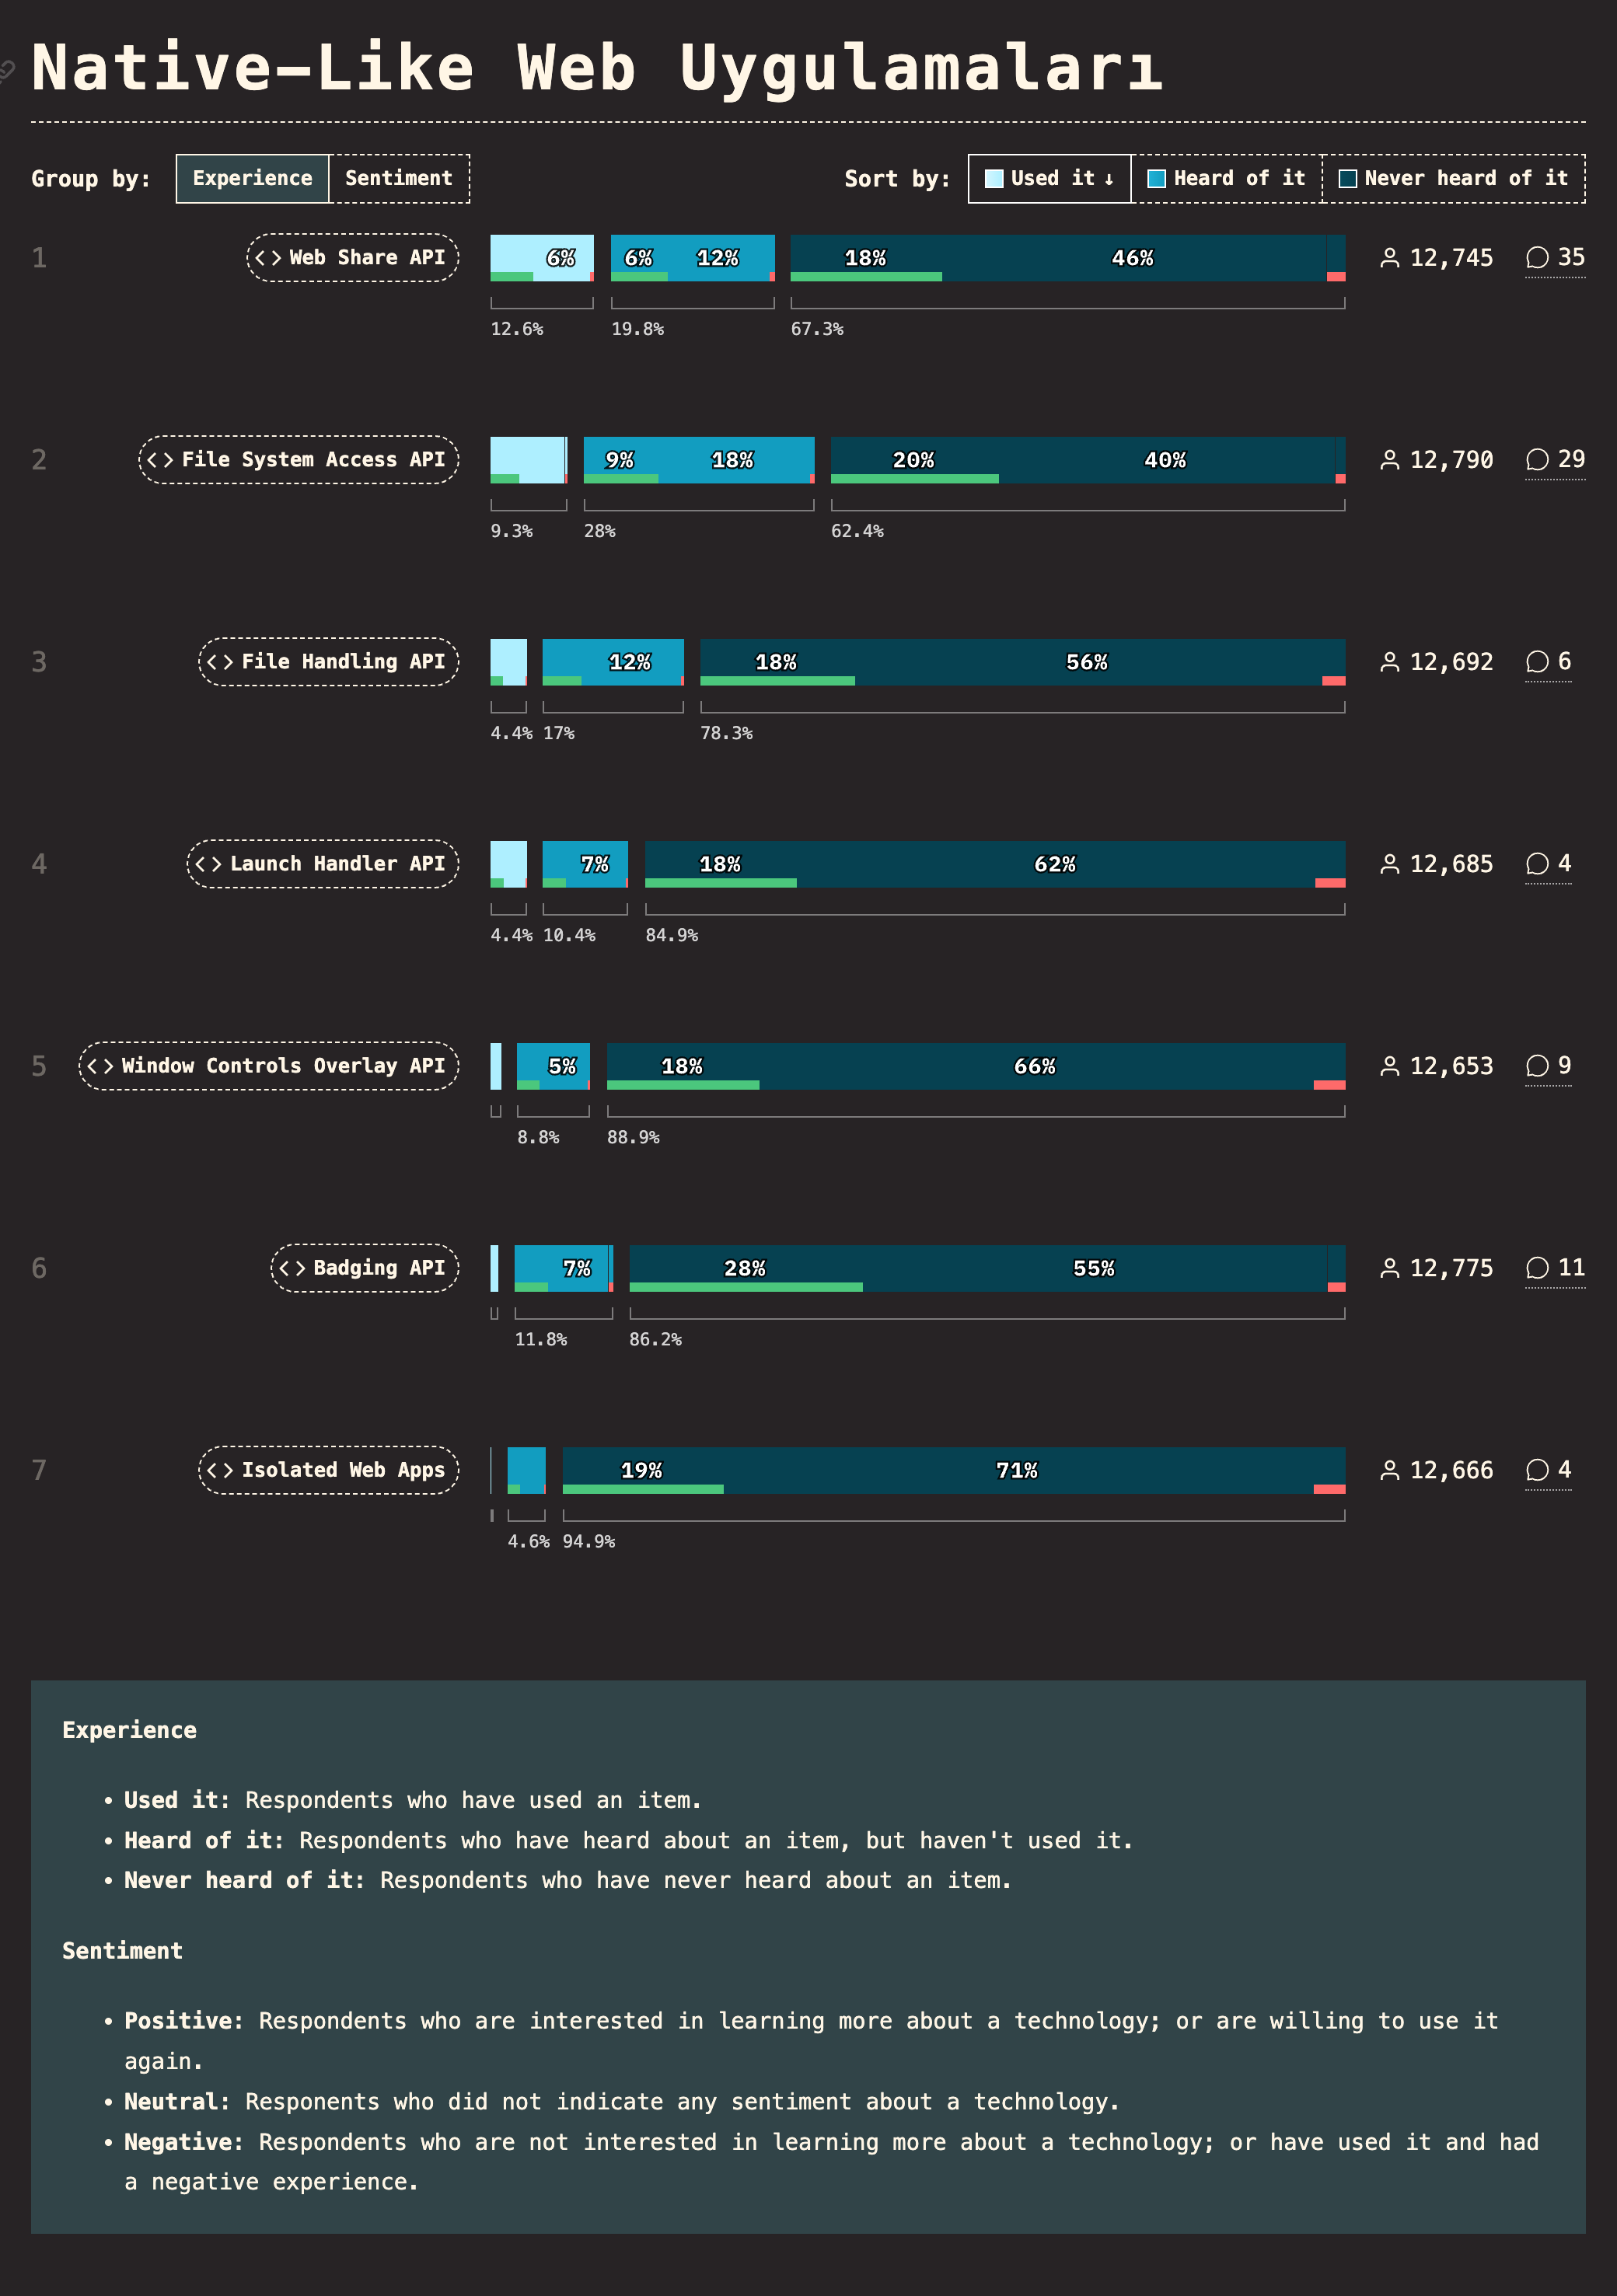 Native-Like Web Uygulamaları
Group by: Experience Sentiment Sort by: Used it ↓ Heard of it Never heard of it
1 <> Web Share API 6% 6% 12% 18% 46% 12,745 35
12.6% 19.8% 67.3%
2 <> File System Access API 9% 18% 20% 40% 12,790 29
9.3% 28% 62.4%
3 <> File Handling API 12% 18% 56% 12,692 6
4.4% 17% 78.3%
4 <> Launch Handler API 7% 18% 62% 12,685 4
4.4% 10.4% 84.9%
5 <> Window Controls Overlay API 5% 18% 66% 12,653 9
8.8% 88.9%
6 <> Badging API 7% 28% 55% 12,775 11
11.8% 86.2%
7 <> Isolated Web Apps 19% 71% 12,666 4
4.6% 94.9%
Experience
• Used it: Respondents who have used an item.
• Heard of it: Respondents who have heard about an item, but haven't used it.
• Never heard of it: Respondents who have never heard about an item.
Sentiment
• Positive: Respondents who are interested in learning more about a technology; or are willing to use it
again.
• Neutral: Responents who did not indicate any sentiment about a technology.
• Negative: Respondents who are not interested in learning more about a technology; or have used it and had
a negative experience.